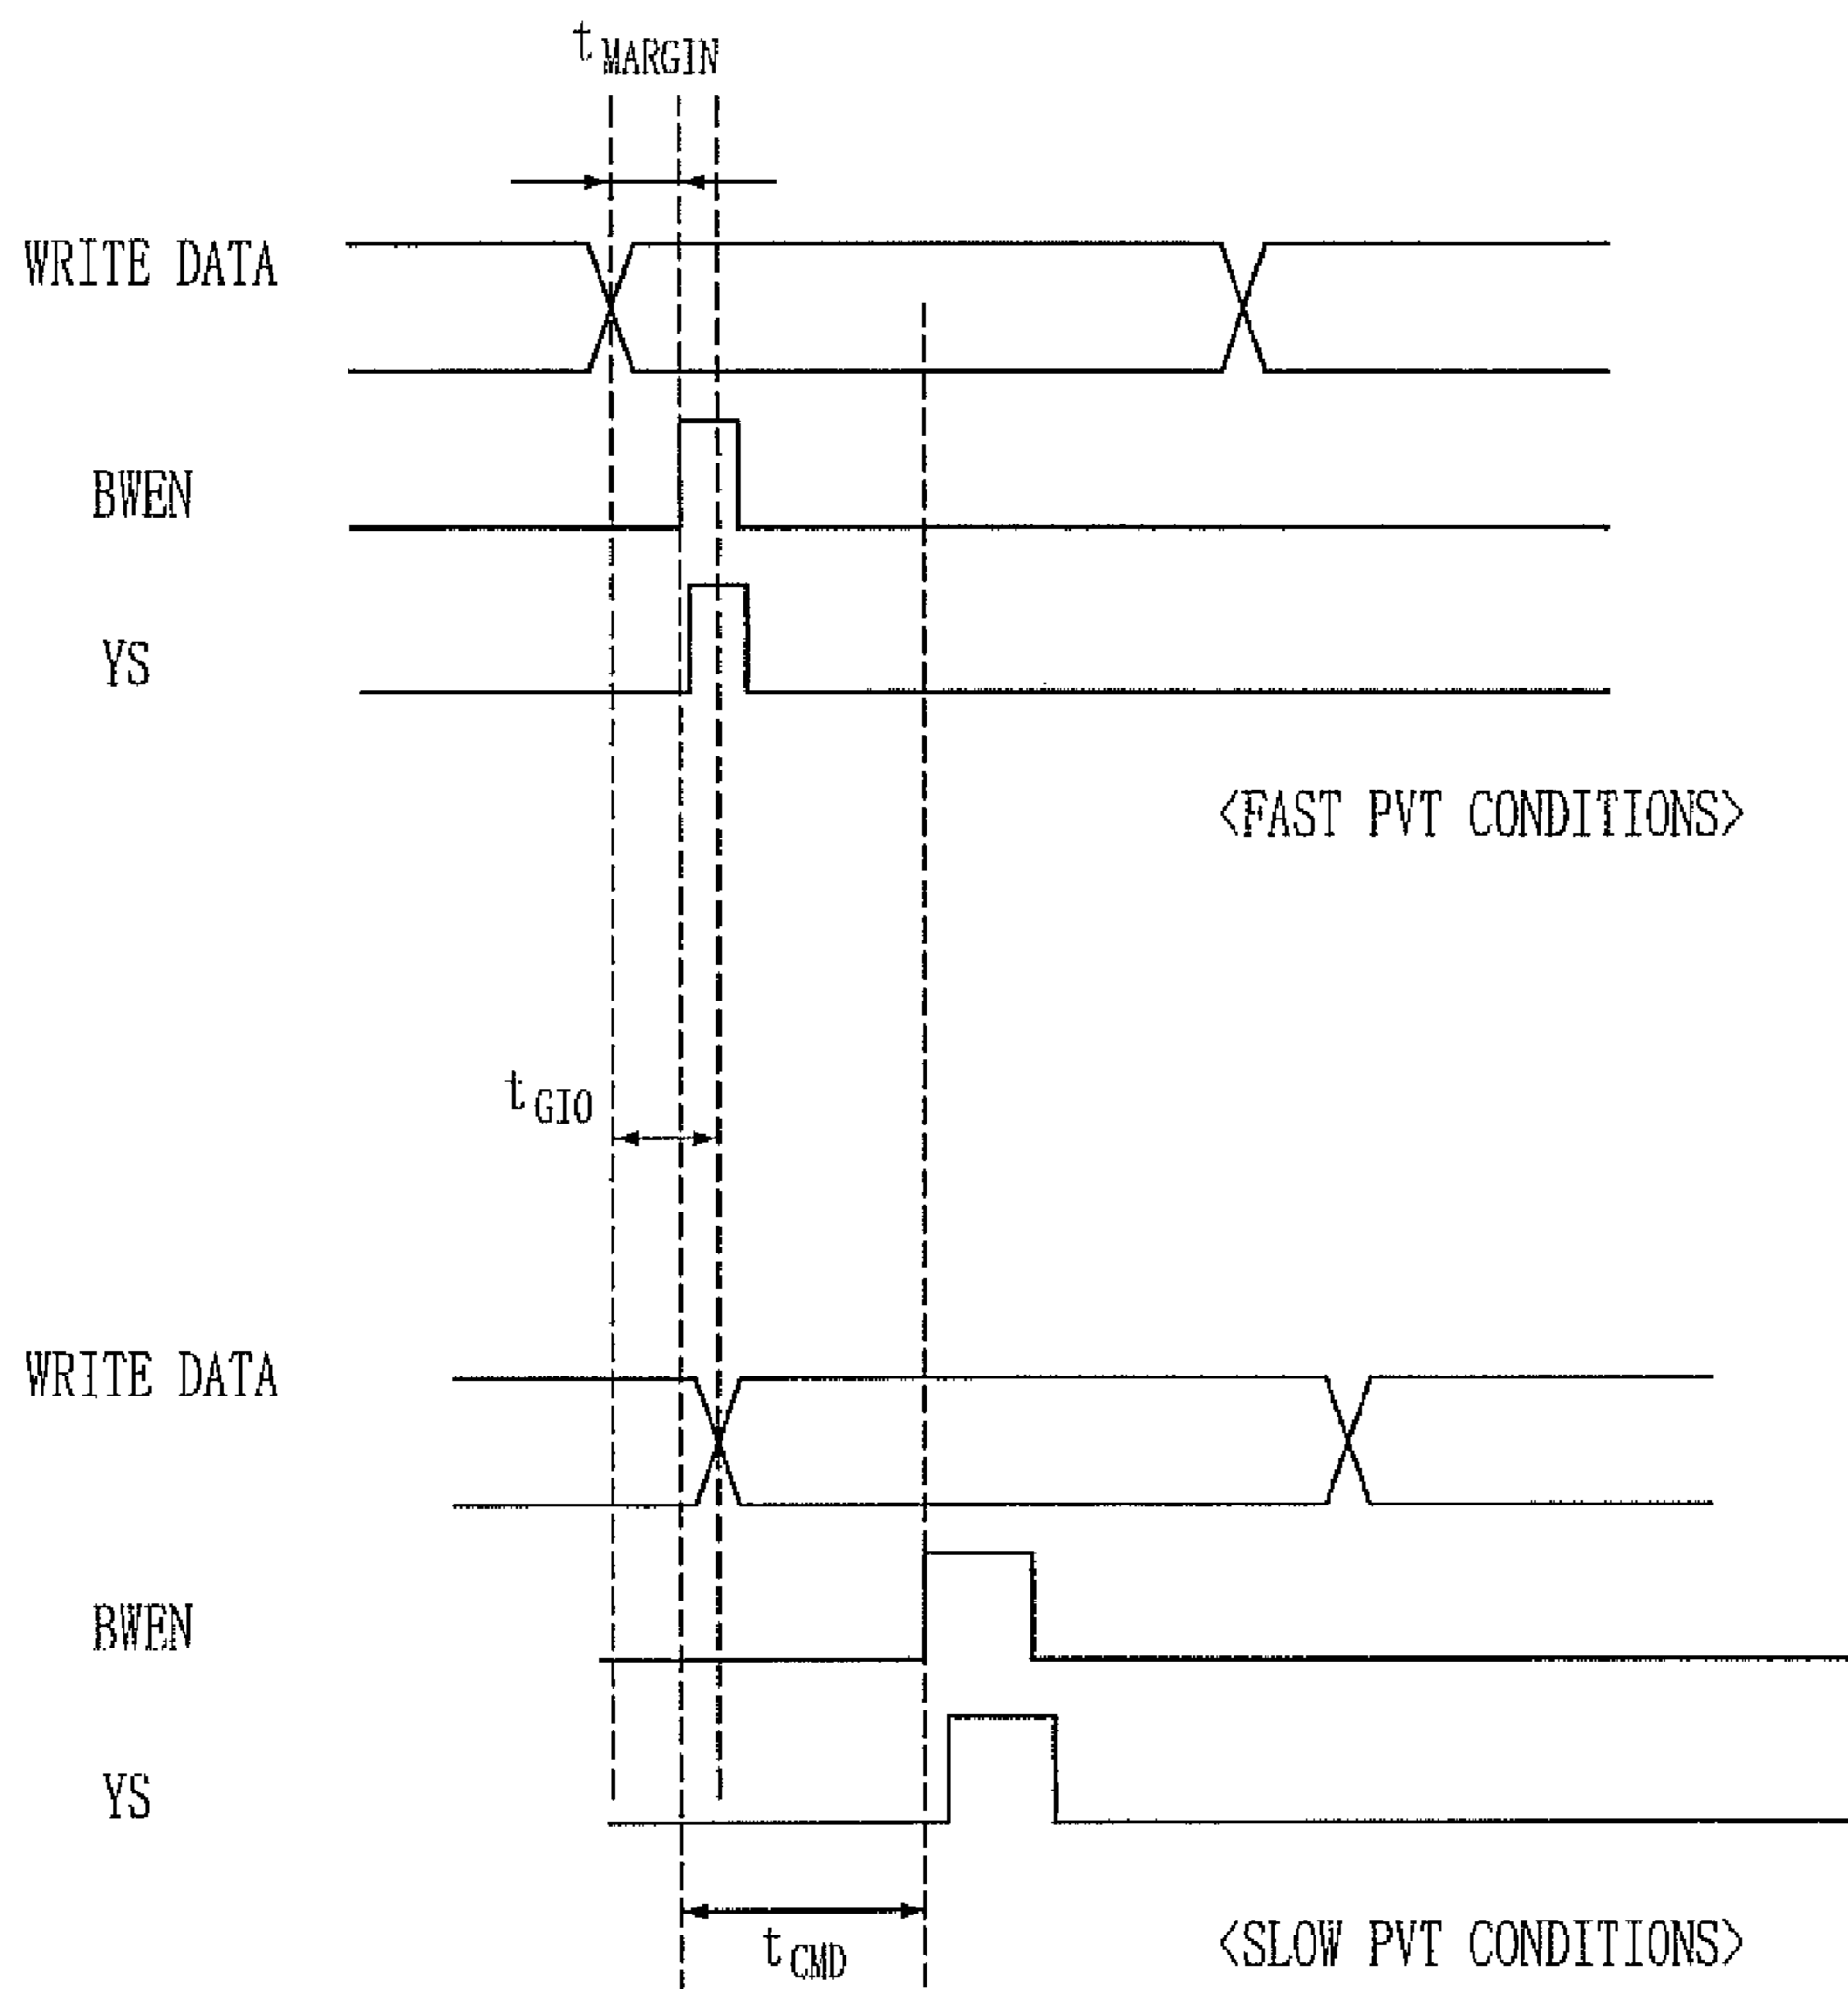 tMARGIN
WRITE DATA
BWEN
YS
<FAST PVT CONDITIONS>
tGIO
WRITE DATA
BWEN
YS
tCMD
<SLOW PVT CONDITIONS>